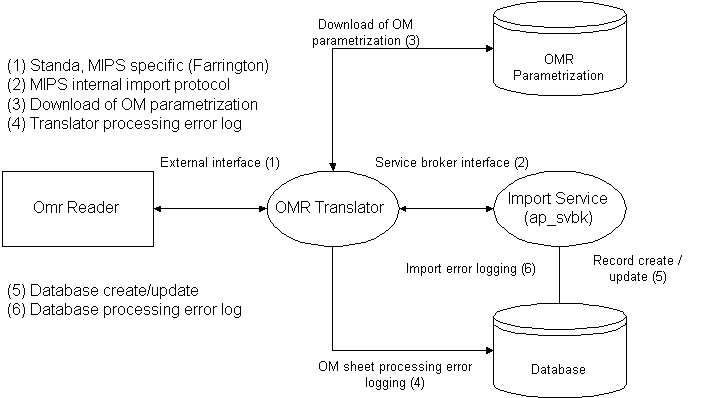 Download of OM
parametrization (3)
OMR
Parametrization
(1) Standa, MIPS specific (Farrington)
(2) MIPS internal import protocol
(3) Download of OM parametrization
(4) Translator processing error log
External interface (1)
Service broker interface (2)
Omr Reader
OMR Translator
Import Service
(ap_svbk)
Import error logging (6)
Record create /
update (5)
(5) Database create/update
(6) Database processing error log
OM sheet processing error
logging (4)
Database